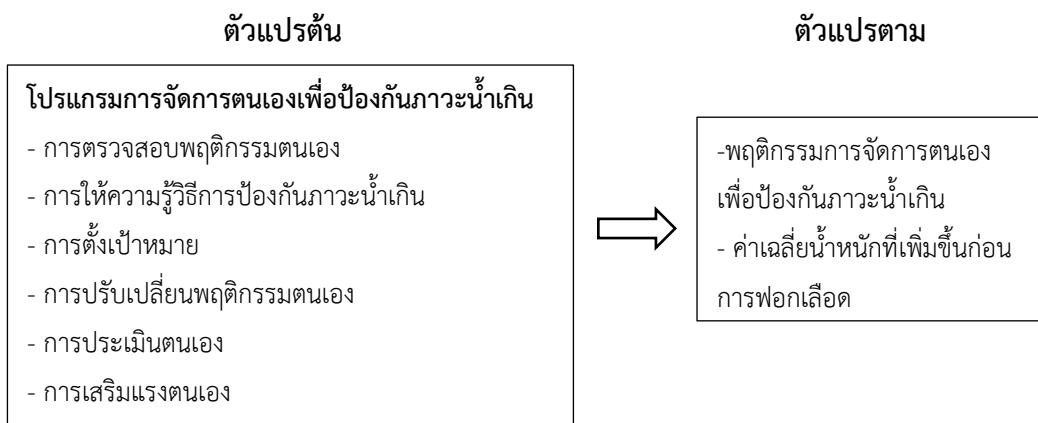 ตัวแปรต้น
ตัวแปรตาม
โปรแกรมการจัดการตนเองเพื่อป้องกันภาวะน้ำเกิน
- การตรวจสอบพฤติกรรมตนเอง
- การให้ความรู้วิธีการป้องกันภาวะน้ำเกิน
- การตั้งเป้าหมาย
- การปรับเปลี่ยนพฤติกรรมตนเอง
- การประเมินตนเอง
- การเสริมแรงตนเอง
-พฤติกรรมการจัดการตนเอง
เพื่อป้องกันภาวะน้ำเกิน
- ค่าเฉลี่ยน้ำหนักที่เพิ่มขึ้นก่อน
การฟอกเลือด